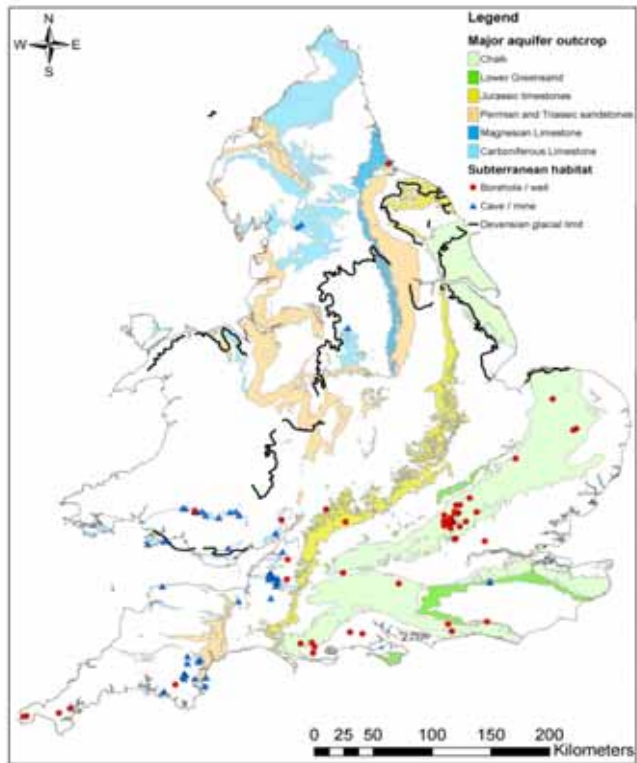 N
W E
S
Legend
Major aquifer outcrop
Chalk
Lower Greensand
Jurassic limestones
Permian and Triassic sandstones
Magnesian Limestone
Carboniferous Limestone
Subterranean habitat
Borehole / well
Cave / mine
Devensian glacial limit
0 25 50 100 150 200
Kilometers